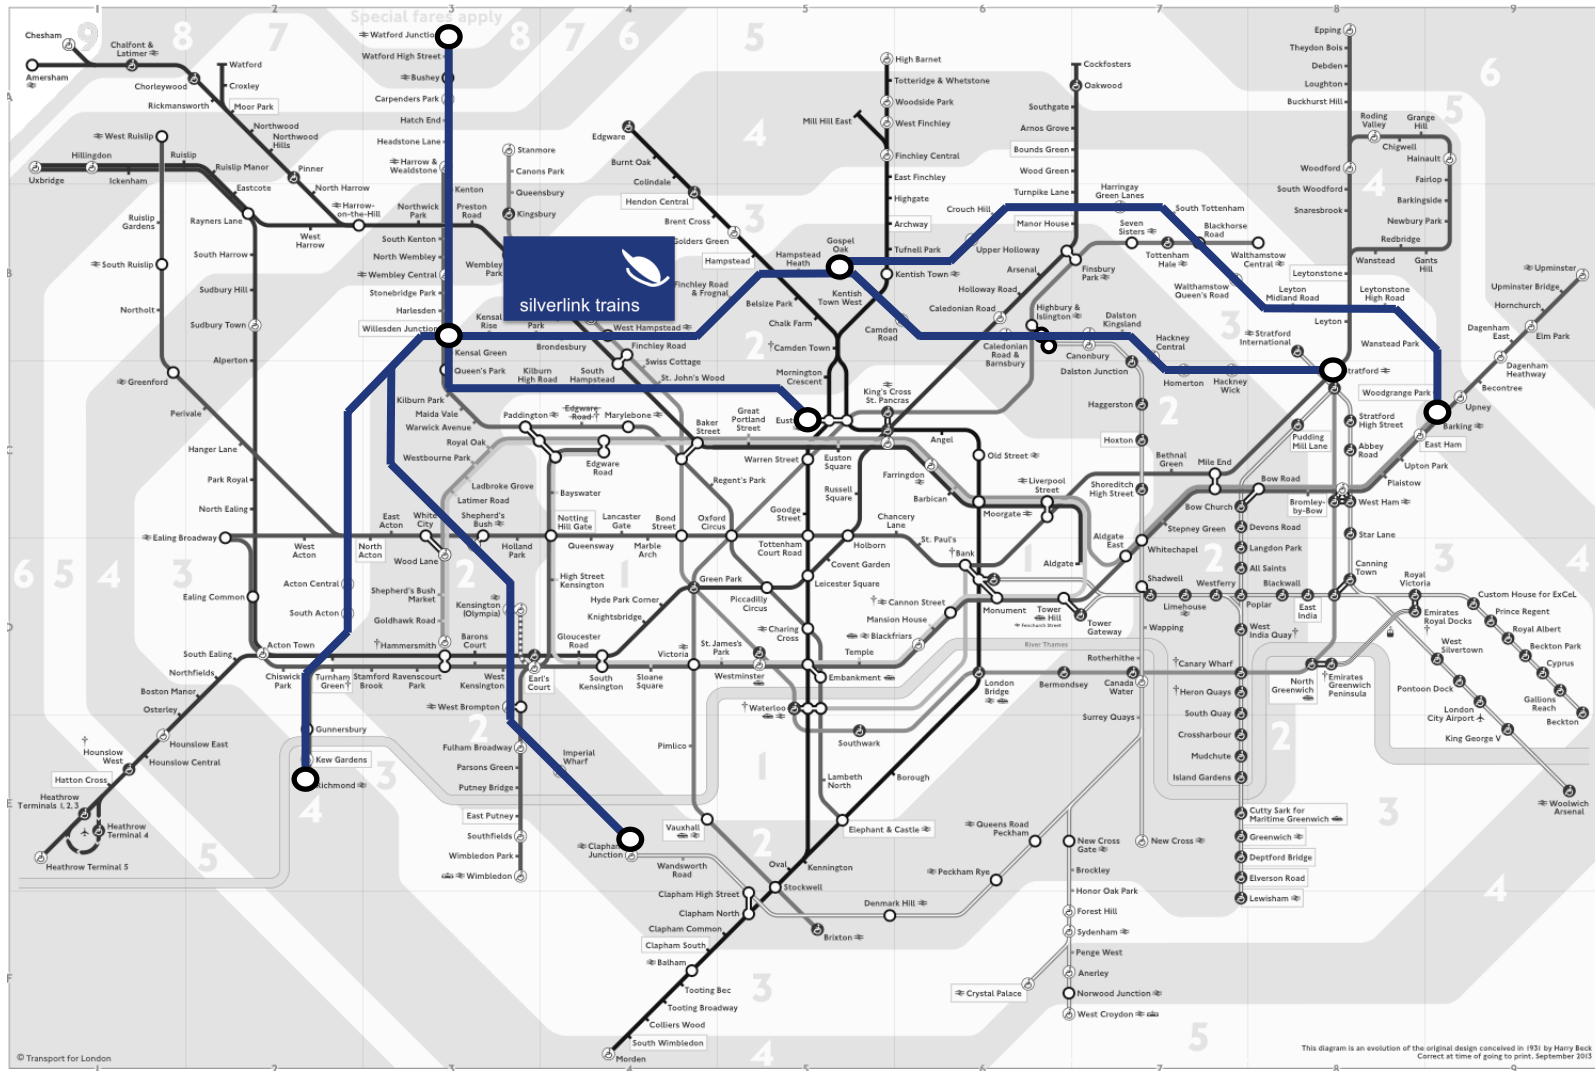 Special fares apply
1
2
3
4
5
6
7
8
9
Chesham
Chalfont &
Latimer
Amersham
Chorleywood
Rickmansworth
Watford
Croxley
Moor Park
Northwood
Northwood
Hills
Pinner
North Harrow
Harrow-
on-the-Hill
West Ruislip
Hillingdon
Uxbridge
Ickenham
Ruislip
Ruislip Manor
Eastcote
Rayners Lane
West
Harrow
Northwick
Park
Preston
Road
Ruislip
Gardens
South Ruislip
Northolt
Greenford
Perivale
Hanger Lane
South Harrow
Sudbury Hill
Sudbury Town
Alperton
Park Royal
North Ealing
Ealing Broadway
Ealing Common
South Ealing
Acton Town
Northfields
Boston Manor
Osterley
Hounslow East
Hounslow Central
Hounslow
West
Hatton Cross
Heathrow
Terminals 1, 2, 3
Heathrow
Terminal 4
Heathrow Terminal 5
Watford Junction
Watford High Street
Bushey
Carpenders Park
Hatch End
Headstone Lane
Harrow &
Wealdstone
Kenton
South Kenton
North Wembley
Wembley Central
Stonebridge Park
Harlesden
Willesden Junction
Kensal Green
Queen's Park
Kilburn Park
Maida Vale
Warwick Avenue
Royal Oak
Westbourne Park
Ladbroke Grove
Latimer Road
Stanmore
Canons Park
Queensbury
Kingsbury
Wembley
Park
silverlink trains
Kensal
Rise
Park
Brondesbury
West Hampstead
Finchley Road
Swiss Cottage
St. John's Wood
Kilburn
High Road
South
Hampstead
Edgware
Burnt Oak
Colindale
Hendon Central
Brent Cross
Golders Green
Hampstead
Finchley Road
& Frognal
Belsize Park
Chalk Farm
Camden Town
Mornington
Crescent
Hampstead
Heath
Gospel
Oak
Kentish
Town West
Camden
Road
High Barnet
Totteridge & Whetstone
Woodside Park
West Finchley
Mill Hill East
Finchley Central
East Finchley
Highgate
Archway
Tufnell Park
Kentish Town
Crouch Hill
Upper Holloway
Cockfosters
Oakwood
Southgate
Arnos Grove
Bounds Green
Wood Green
Turnpike Lane
Manor House
Harringay
Green Lanes
South Tottenham
Seven
Sisters
Tottenham
Hale
Blackhorse
Road
Walthamstow
Central
Walthamstow
Queen's Road
Leyton
Midland Road
Leytonstone
High Road
Finsbury
Park
Arsenal
Holloway Road
Caledonian Road
Highbury &
Islington
Caledonian
Road &
Barnsbury
Canonbury
Dalston
Kingsland
Dalston Junction
Hackney
Central
Homerton
Hackney
Wick
Stratford
International
Stratford
Haggerston
Hoxton
Shoreditch
High Street
Epping
Theydon Bois
Debden
Loughton
Buckhurst Hill
Roding
Valley
Grange
Hill
Chigwell
Hainault
Woodford
South Woodford
Snaresbrook
Fairlop
Barkingside
Newbury Park
Redbridge
Wanstead
Gants
Hill
Leytonstone
Leyton
Wanstead Park
Woodgrange Park
Barking
Upminster
Upminster Bridge
Hornchurch
Elm Park
Dagenham
East
Dagenham
Heathway
Becontree
Upney
East Ham
Upton Park
Plaistow
West Ham
Stratford
High Street
Abbey
Road
Pudding
Mill Lane
Bow Road
Bow Church
Bromley-
by-Bow
Mile End
Bethnal
Green
Stepney Green
Whitechapel
Devons Road
Langdon Park
All Saints
Poplar
Star Lane
Canning
Town
Paddington
Edgware
Road
Marylebone
Baker
Street
Great
Portland
Street
Warren Street
Euston
Square
King's Cross
St. Pancras
Angel
Old Street
Farringdon
Barbican
Moorgate
Liverpool
Street
Edgware
Road
Bayswater
Notting
Hill Gate
Lancaster
Gate
Queensway
Marble
Arch
Bond
Street
Oxford
Circus
Regent's Park
Goodge
Street
Russell
Square
Tottenham
Court Road
Holborn
Chancery
Lane
St. Paul's
Bank
Aldgate
Aldgate
East
Covent Garden
Leicester Square
Piccadilly
Circus
Green Park
Hyde Park Corner
Knightsbridge
High Street
Kensington
Cannon Street
Mansion House
Blackfriars
Temple
Monument
Tower
Hill
Fenchurch Street
Tower
Gateway
Shadwell
Limehouse
Westferry
Blackwall
East
India
West
India Quay
Royal
Victoria
Custom House for ExCeL
Prince Regent
Royal Albert
Beckton Park
Cyprus
Gallions
Reach
Beckton
Emirates
Royal Docks
Emirates
Greenwich
Peninsula
West
Silvertown
Pontoon Dock
London
City Airport
King George V
Woolwich
Arsenal
River Thames
Wapping
Rotherhithe
Canada
Water
Surrey Quays
Bermondsey
London
Bridge
Canary Wharf
Heron Quays
South Quay
Crossharbour
Mudchute
Island Gardens
Cutty Sark for
Maritime Greenwich
Greenwich
Deptford Bridge
Elverson Road
Lewisham
North
Greenwich
East
Acton
White
City
Shepherd's
Bush
Holland
Park
West
Acton
North
Acton
Wood Lane
Shepherd's Bush
Market
Goldhawk Road
Hammersmith
Kensington
(Olympia)
Barons
Court
Gloucester
Road
Acton Central
South Acton
Chiswick
Park
Turnham
Green
Stamford
Brook
Ravenscourt
Park
West
Kensington
Earl's
Court
South
Kensington
Sloane
Square
Victoria
St. James's
Park
Westminster
Charing
Cross
Embankment
Waterloo
Southwark
Lambeth
North
Borough
Elephant & Castle
Gunnersbury
Kew Gardens
Richmond
West Brompton
Fulham Broadway
Parsons Green
Putney Bridge
East Putney
Southfields
Wimbledon Park
Wimbledon
Imperial
Wharf
Clapham
Junction
Pimlico
Vauxhall
Wandsworth
Road
Clapham High Street
Clapham North
Clapham Common
Clapham South
Balham
Tooting Bec
Tooting Broadway
Colliers Wood
South Wimbledon
Morden
Oval
Kennington
Stockwell
Brixton
Denmark Hill
Peckham Rye
Queens Road
Peckham
New Cross
Gate
New Cross
Brockley
Honor Oak Park
Forest Hill
Sydenham
Penge West
Anerley
Crystal Palace
Norwood Junction
West Croydon
© Transport for London
This diagram is an evolution of the original design conceived in 1931 by Harry Beck
Correct at time of going to print, September 2013